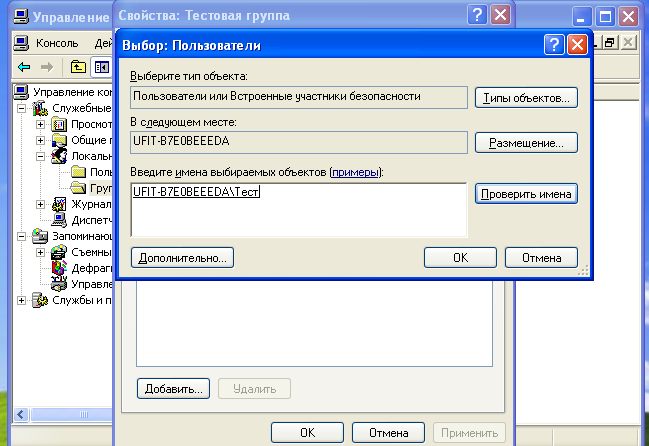 Управление
Свойства: Тестовая группа
Консоль Дей
Выбор: Пользователи
Выберите тип объекта:
Пользователи или Встроенные участники безопасности
Типы объектов...
В следующем месте:
UFIT-B7E0BEEEDA
Размещение...
Введите имена выбираемых объектов (примеры):
UFIT-B7E0BEEEDA\Тест
Проверить имена
Дополнительно...
OK
Отмена
Управление ком
Служебные
Просмот
Общие п
Локальн
Поль
Груп
Журнал
Диспетч
Запоминающ
Съемны
Дефраг
Управле
Службы и п
Добавить...
Удалить
OK
Отмена
Применить